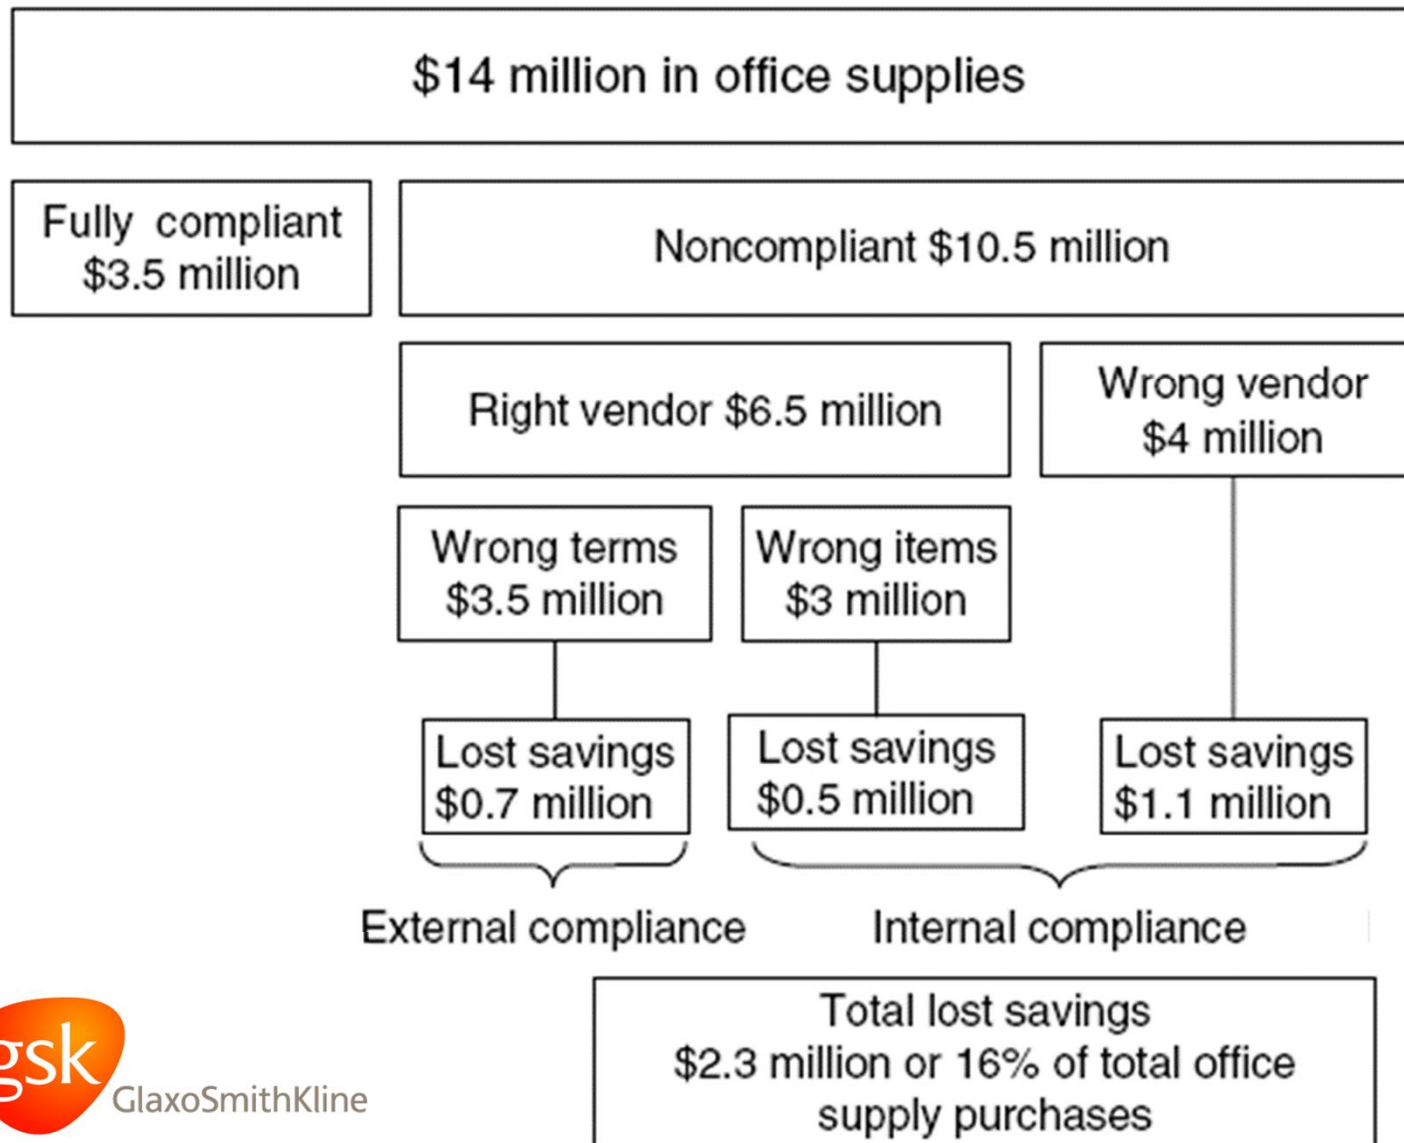 $14 million in office supplies
Fully compliant
$3.5 million
Noncompliant $10.5 million
Right vendor $6.5 million
Wrong vendor
$4 million
Wrong terms
$3.5 million
Wrong items
$3 million
Lost savings
$0.7 million
Lost savings
$0.5 million
Lost savings
$1.1 million
External compliance
Internal compliance
Total lost savings
$2.3 million or 16% of total office
supply purchases
gsk
GlaxoSmithKline